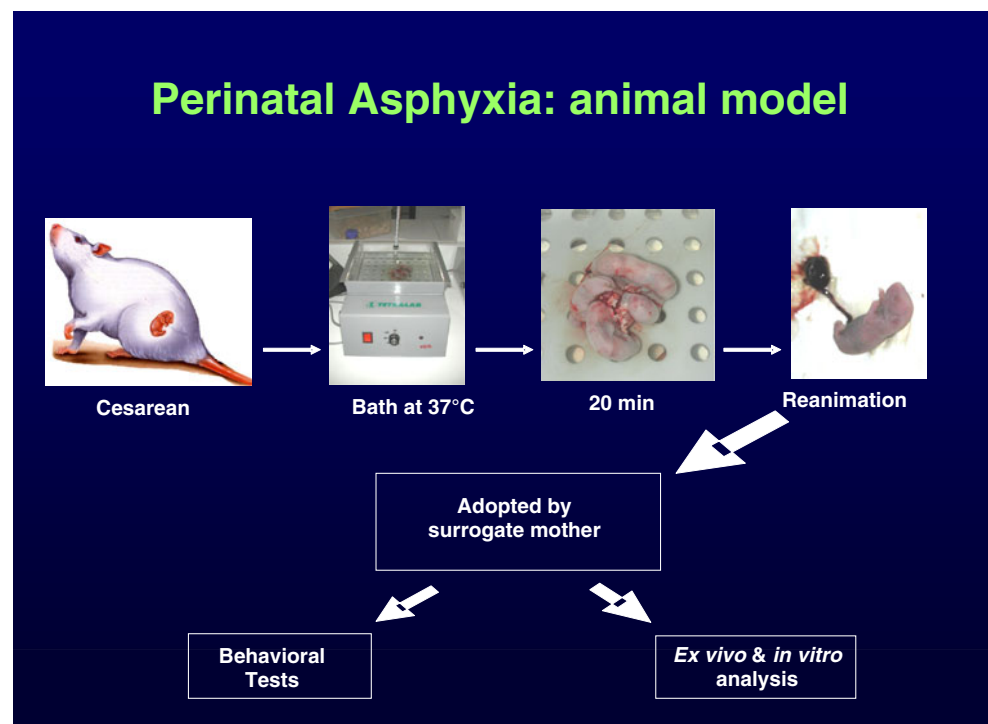 Perinatal Asphyxia: animal model
Cesarean
Bath at 37°C
20 min
Reanimation
Adopted by
surrogate mother
Behavioral
Tests
Ex vivo & in vitro
analysis